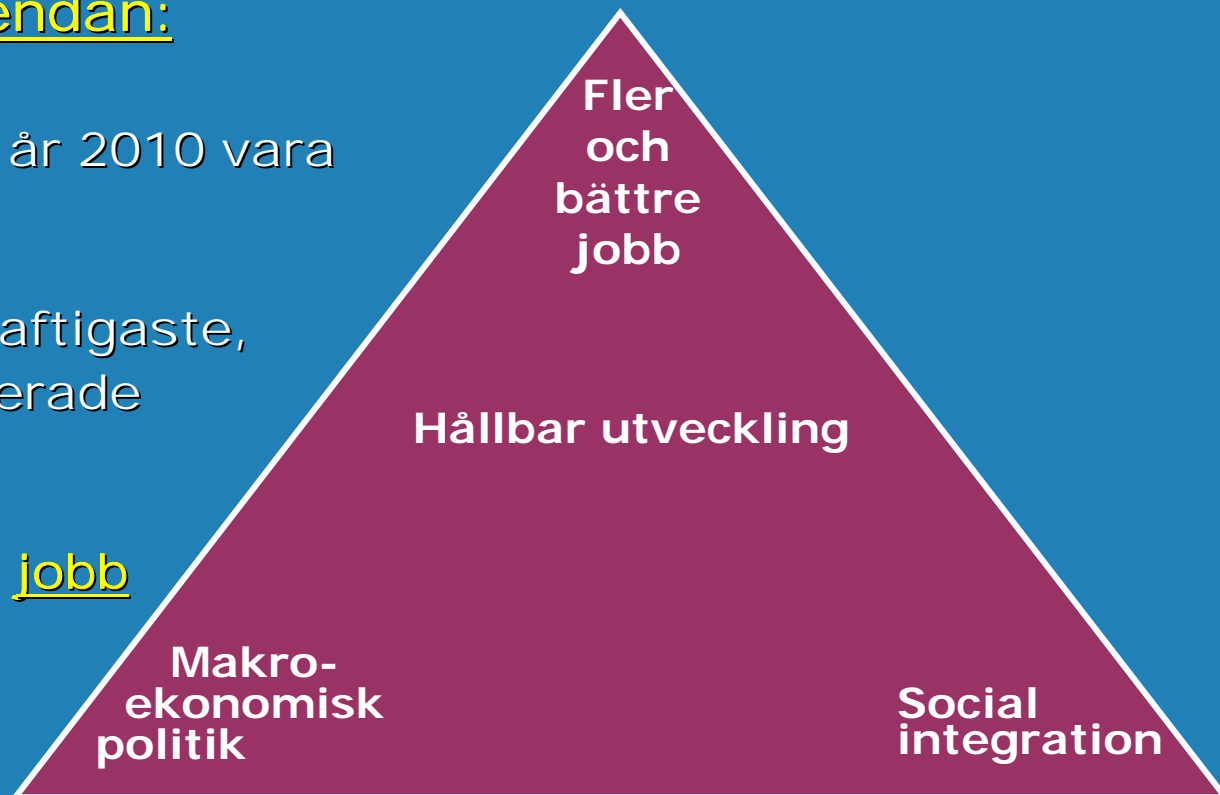 endan:
år 2010 vara
aftigaste,
erade
jobb
Fler
och
bättre
jobb
Hållbar utveckling
Makro-
ekonomisk
politik
Social
integration